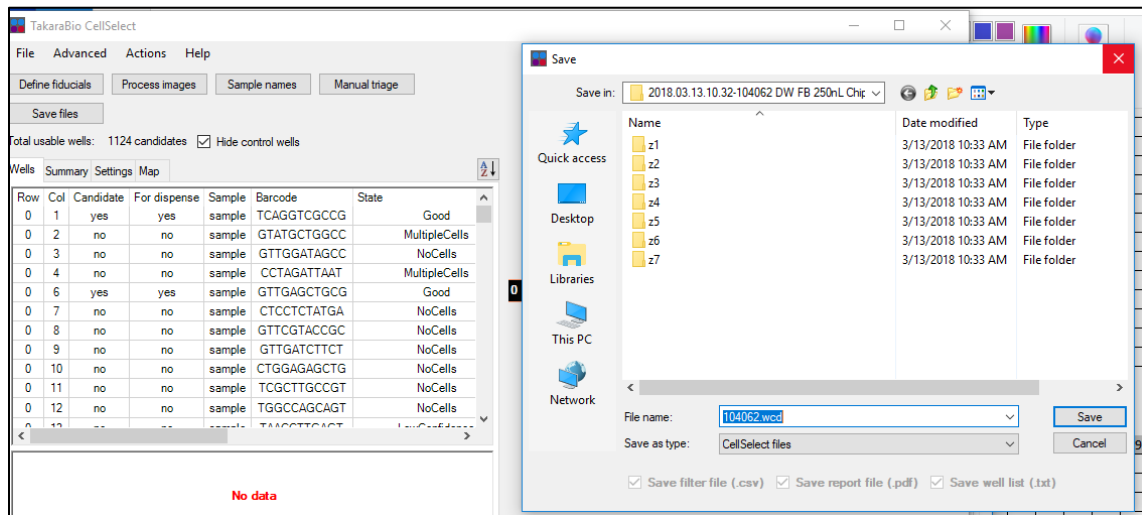 TakaraBio CellSelect
File Advanced Actions Help
Define fiducials Process images Sample names Manual triage
Save files
Total usable wells: 1124 candidates Hide control wells
Wells Summary Settings Map
Row Col Candidate For dispense Sample Barcode State
0 1 yes yes sample TCAGGTCGCCG Good
0 2 no no sample GTATGCTGGCC MultipleCells
0 3 no no sample GTTGGATAGCC NoCells
0 4 no no sample CCTAGATTAAT MultipleCells
0 6 yes yes sample GTTGAGCTGCG Good
0 7 no no sample CTCCTCTATGA NoCells
0 8 no no sample GTTCGTACCGC NoCells
0 9 no no sample GTTGATCTTCT NoCells
0 10 no no sample CTGGAGAGCTG NoCells
0 11 no no sample TCGCTTGCCGT NoCells
0 12 no no sample TGGCCAGCAGT NoCells
No data
0
Save
Save in: 2018.03.13.10.32-104062 DW FB 250nL Chip
Name Date modified Type
z1 3/13/2018 10:33 AM File folder
z2 3/13/2018 10:33 AM File folder
z3 3/13/2018 10:33 AM File folder
z4 3/13/2018 10:33 AM File folder
z5 3/13/2018 10:33 AM File folder
z6 3/13/2018 10:33 AM File folder
z7 3/13/2018 10:33 AM File folder
Quick access
Desktop
Libraries
This PC
Network
File name: 104062.wcd Save
Save as type: CellSelect files Cancel
Save filter file (.csv) Save report file (.pdf) Save well list (.txt)
9